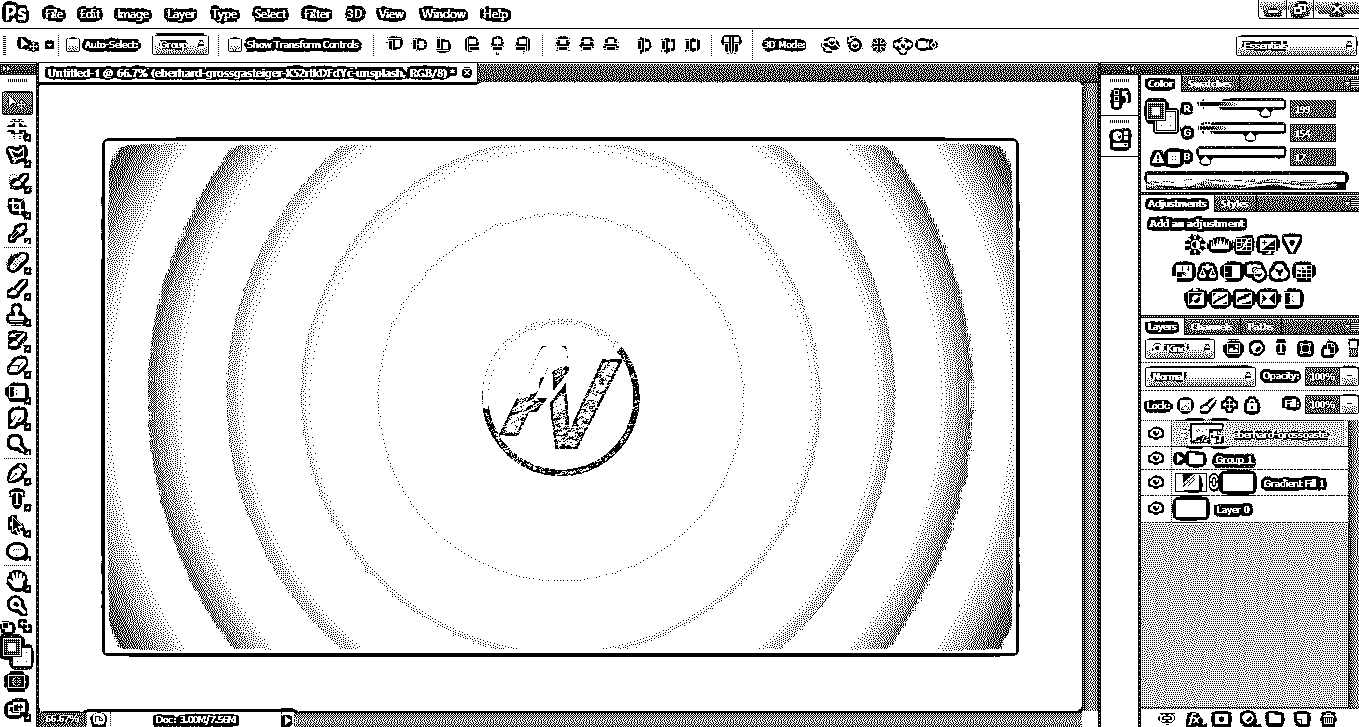 Ps File Edit Image Layer Type Select Filter 3D View Window Help
Auto-Select: Group Show Transform Controls 3D Mode: Essentials
Untitled-1 @ 66.7% (eberhard-grossgasteiger-
-unsplash, RGB/8) *
Color
R
G
B
Adjustments Styles
Add an adjustment
Layers Channels Paths
Kind
Normal Opacity: 100%
Lock: Fill: 100%
AV
eberhard-grossgaste...
Group 1
Gradient Fill 1
Layer 0
66.67% Doc: 3.00M/7.56M